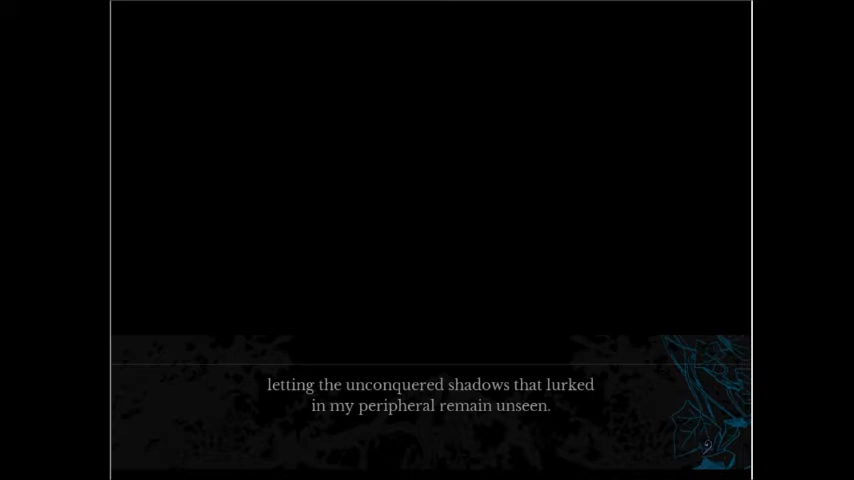 letting the unconquered shadows that lurked
in my peripheral remain unseen.